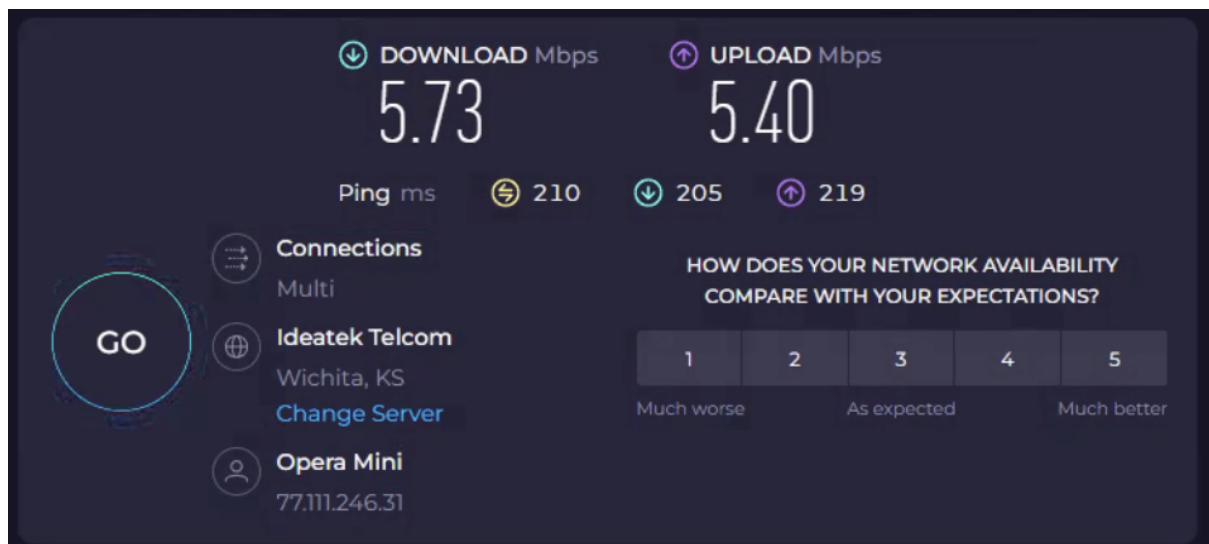 DOWNLOAD Mbps
5.73
UPLOAD Mbps
5.40
Ping ms 210 205 219
Connections
Multi
Ideatek Telcom
Wichita, KS
Change Server
Opera Mini
77.111.246.31
GO
HOW DOES YOUR NETWORK AVAILABILITY
COMPARE WITH YOUR EXPECTATIONS?
1 2 3 4 5
Much worse As expected Much better